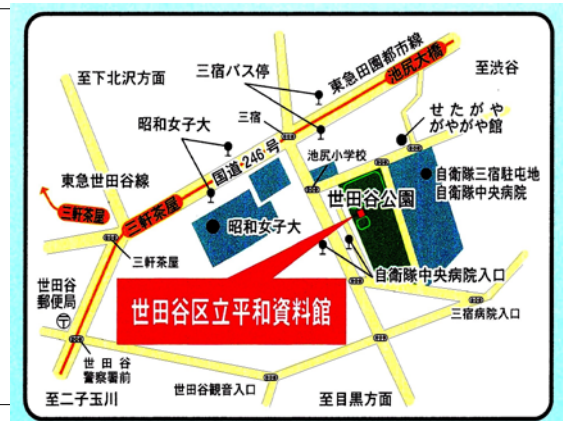 至下北沢方面
三宿バス停
東急田園都市線
池尻大橋
至渋谷
昭和女子大
三宿
せたがや
がやがや館
国道246号
池尻小学校
東急世田谷線
三軒茶屋
三軒茶屋
昭和女子大
世田谷公園
自衛隊三宿駐屯地
自衛隊中央病院
三軒茶屋
自衛隊中央病院入口
世田谷
郵便局
〒
世田谷区立平和資料館
三宿病院入口
世田谷
警察署前
世田谷観音入口
至二子玉川
至目黒方面